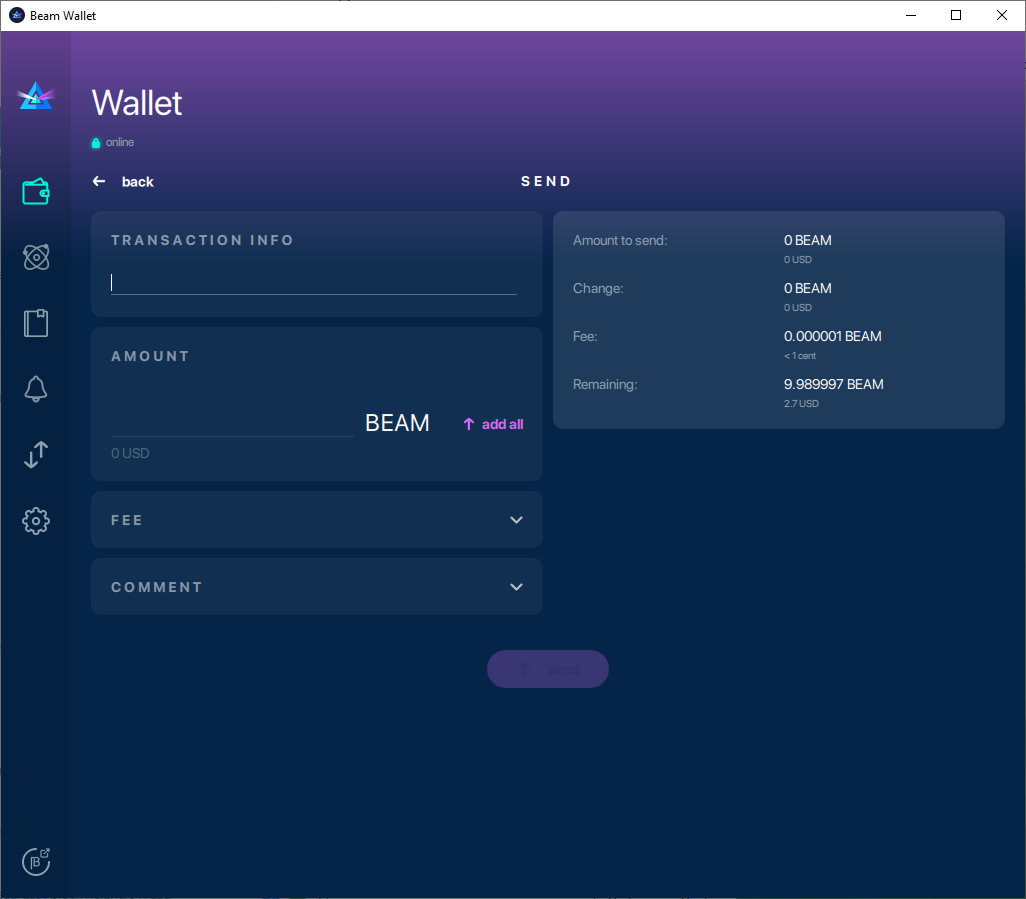 Beam Wallet
Wallet
online
back
SEND
TRANSACTION INFO
AMOUNT
BEAM
add all
0 USD
FEE
COMMENT
Amount to send: 0 BEAM
0 USD
Change: 0 BEAM
0 USD
Fee: 0.000001 BEAM
< 1 cent
Remaining: 9.989997 BEAM
2.7 USD
send